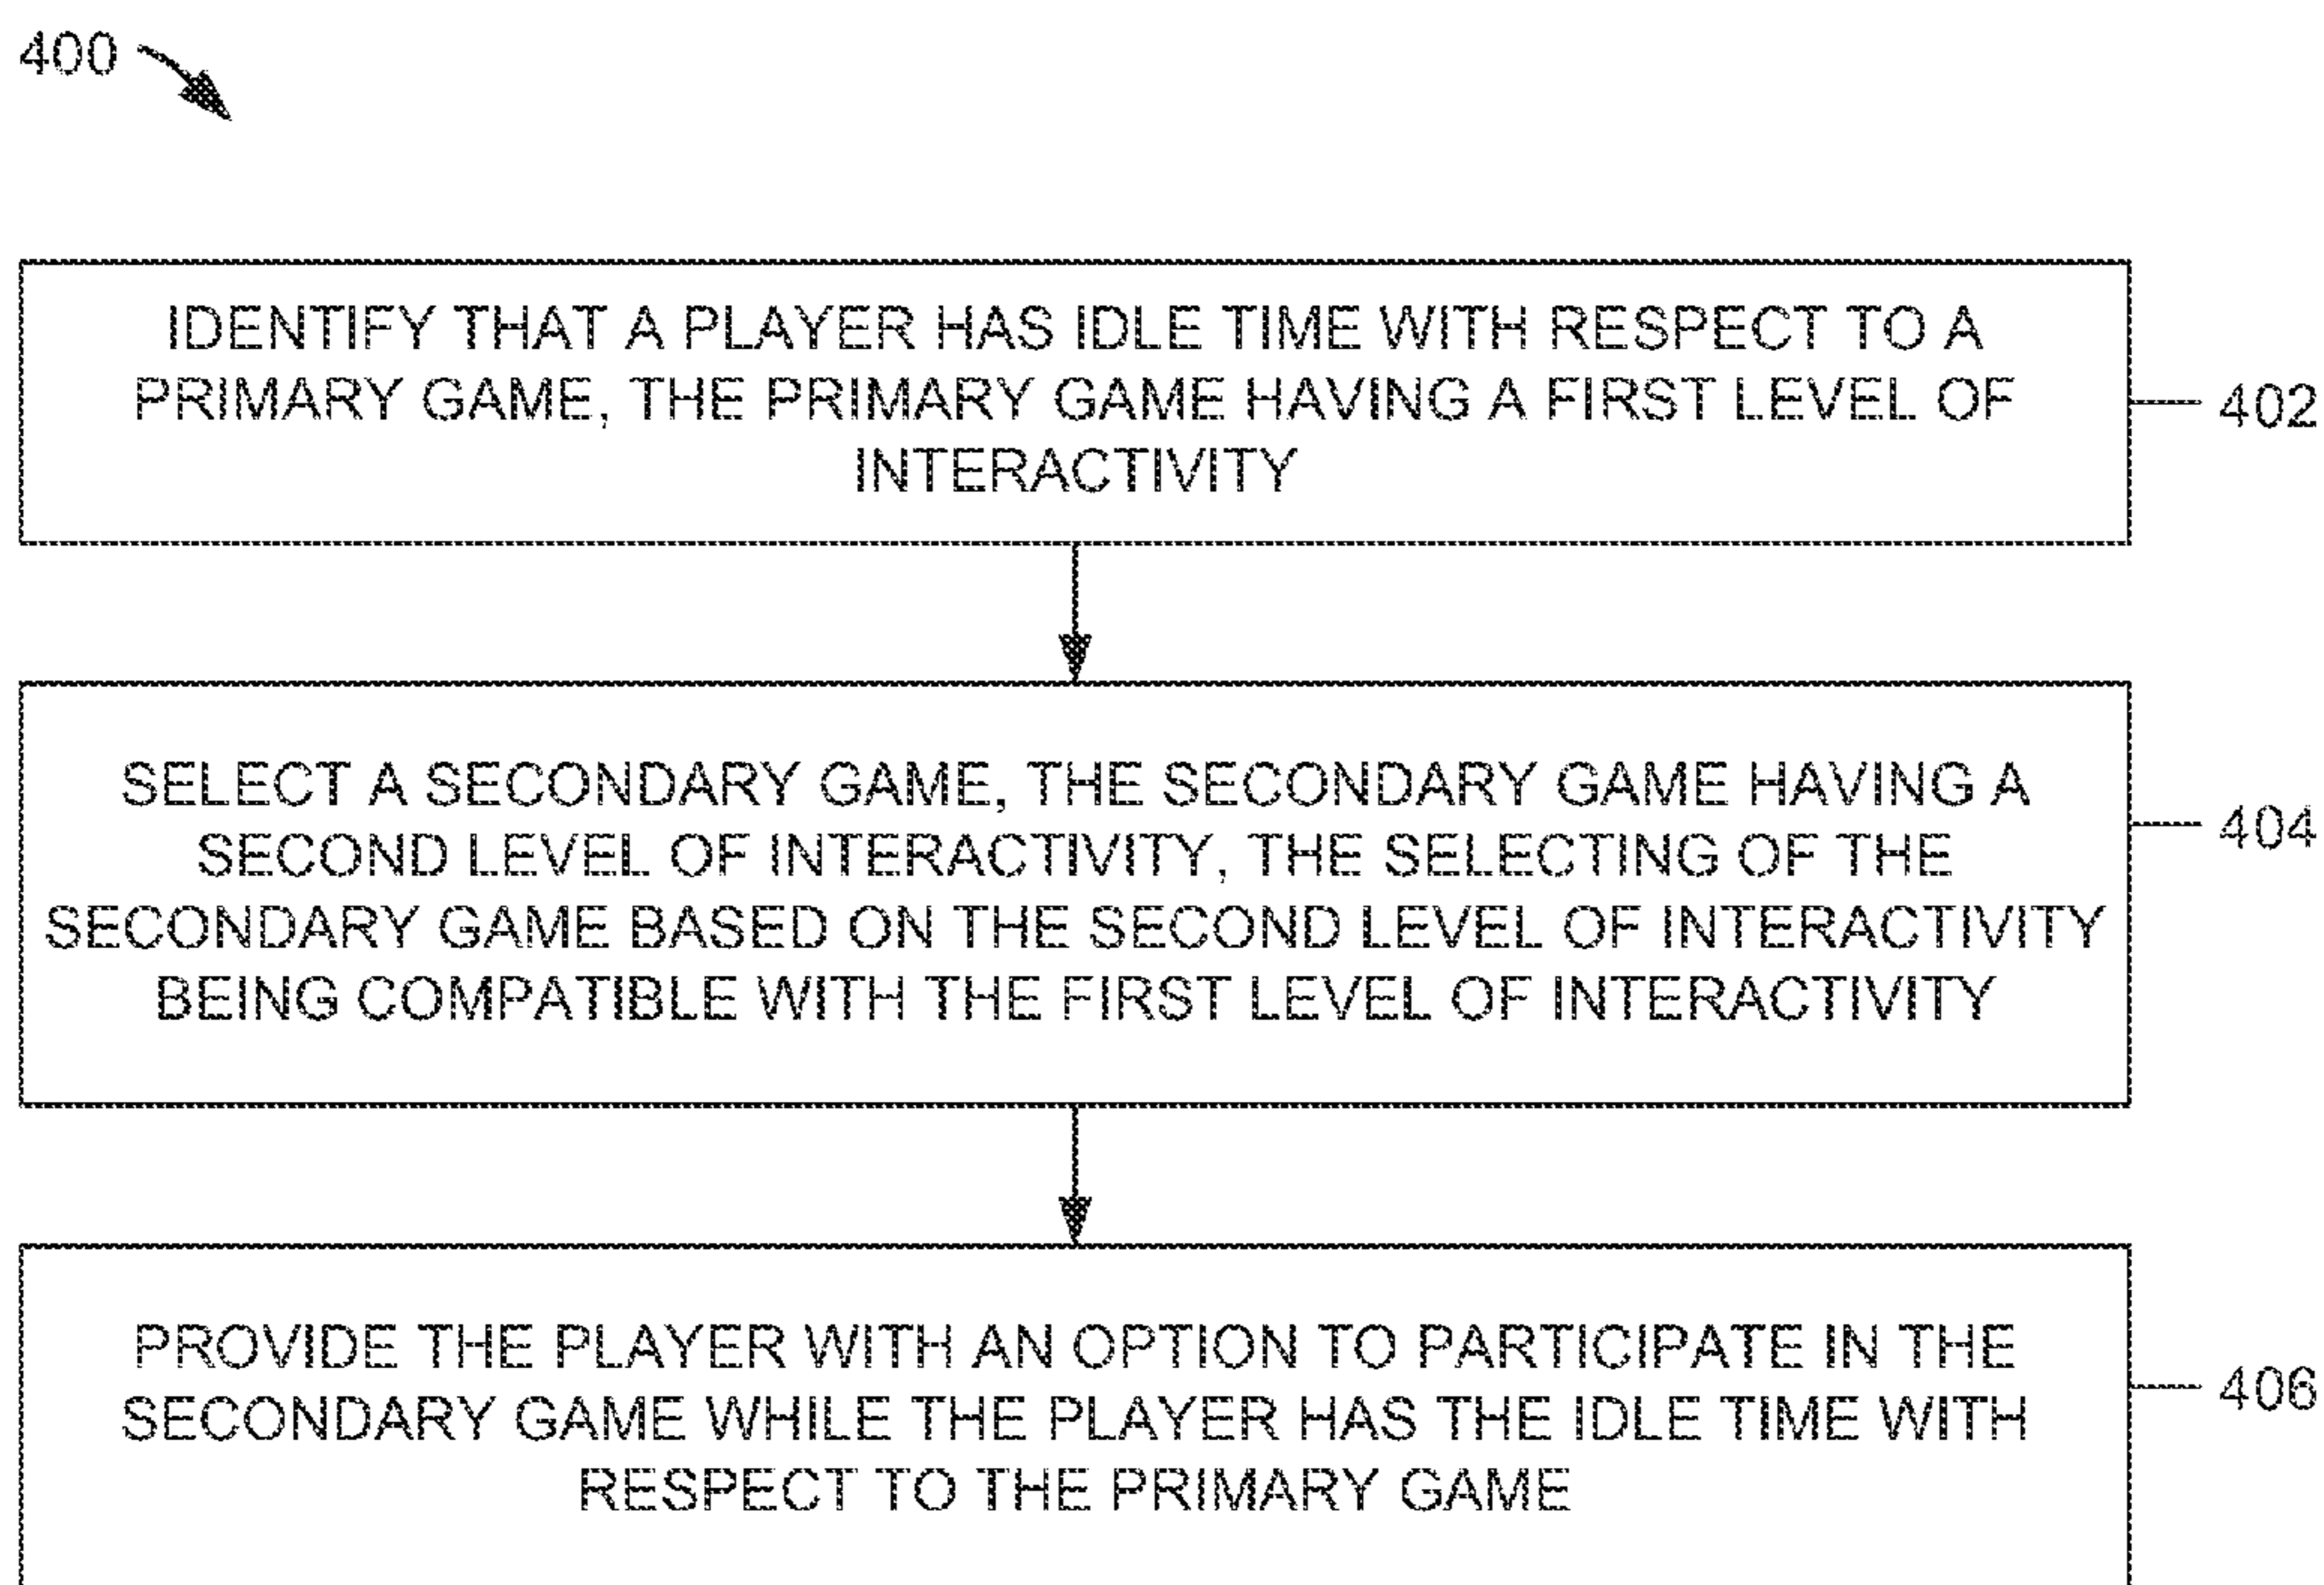 400
IDENTIFY THAT A PLAYER HAS IDLE TIME WITH RESPECT TO A
PRIMARY GAME, THE PRIMARY GAME HAVING A FIRST LEVEL OF
INTERACTIVITY
402
SELECT A SECONDARY GAME, THE SECONDARY GAME HAVING A
SECOND LEVEL OF INTERACTIVITY, THE SELECTING OF THE
SECONDARY GAME BASED ON THE SECOND LEVEL OF INTERACTIVITY
BEING COMPATIBLE WITH THE FIRST LEVEL OF INTERACTIVITY
404
PROVIDE THE PLAYER WITH AN OPTION TO PARTICIPATE IN THE
SECONDARY GAME WHILE THE PLAYER HAS THE IDLE TIME WITH
RESPECT TO THE PRIMARY GAME
406